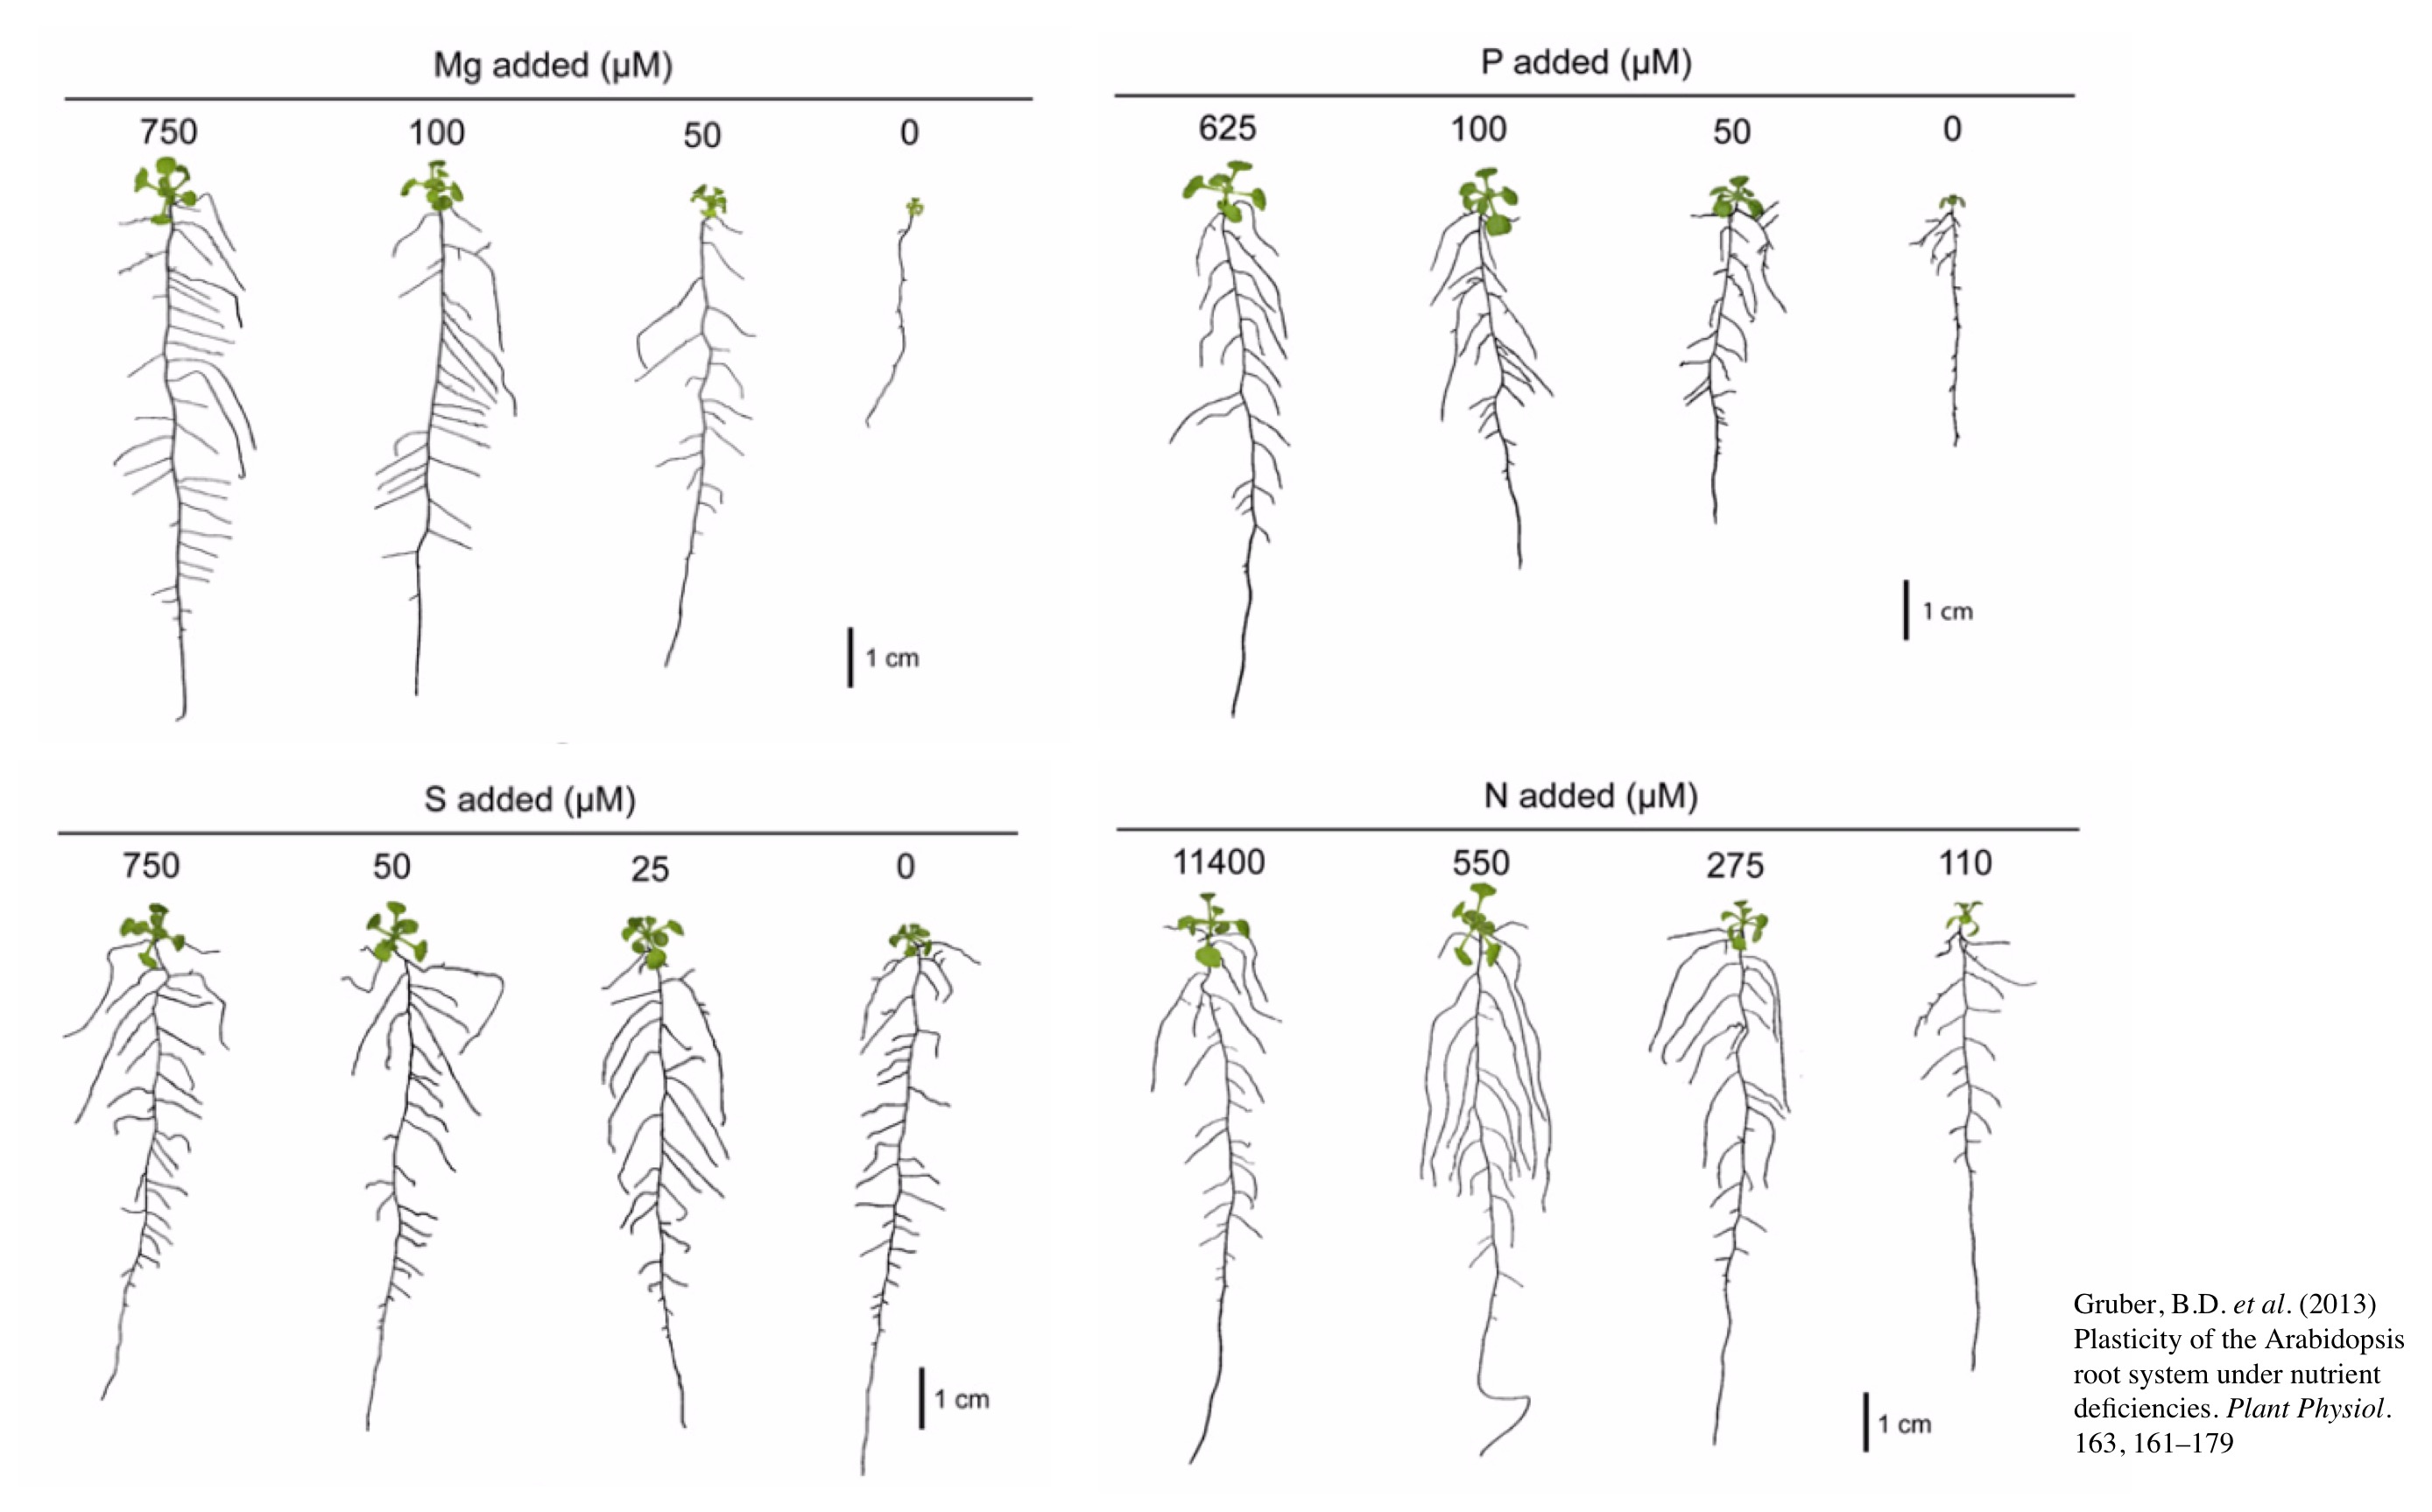 Mg added (µM)
750 100 50 0
1 cm
P added (µM)
625 100 50 0
1 cm
S added (µM)
750 50 25 0
1 cm
N added (µM)
11400 550 275 110
1 cm
Gruber, B.D. et al. (2013)
Plasticity of the Arabidopsis
root system under nutrient
deficiencies. Plant Physiol.
163, 161–179